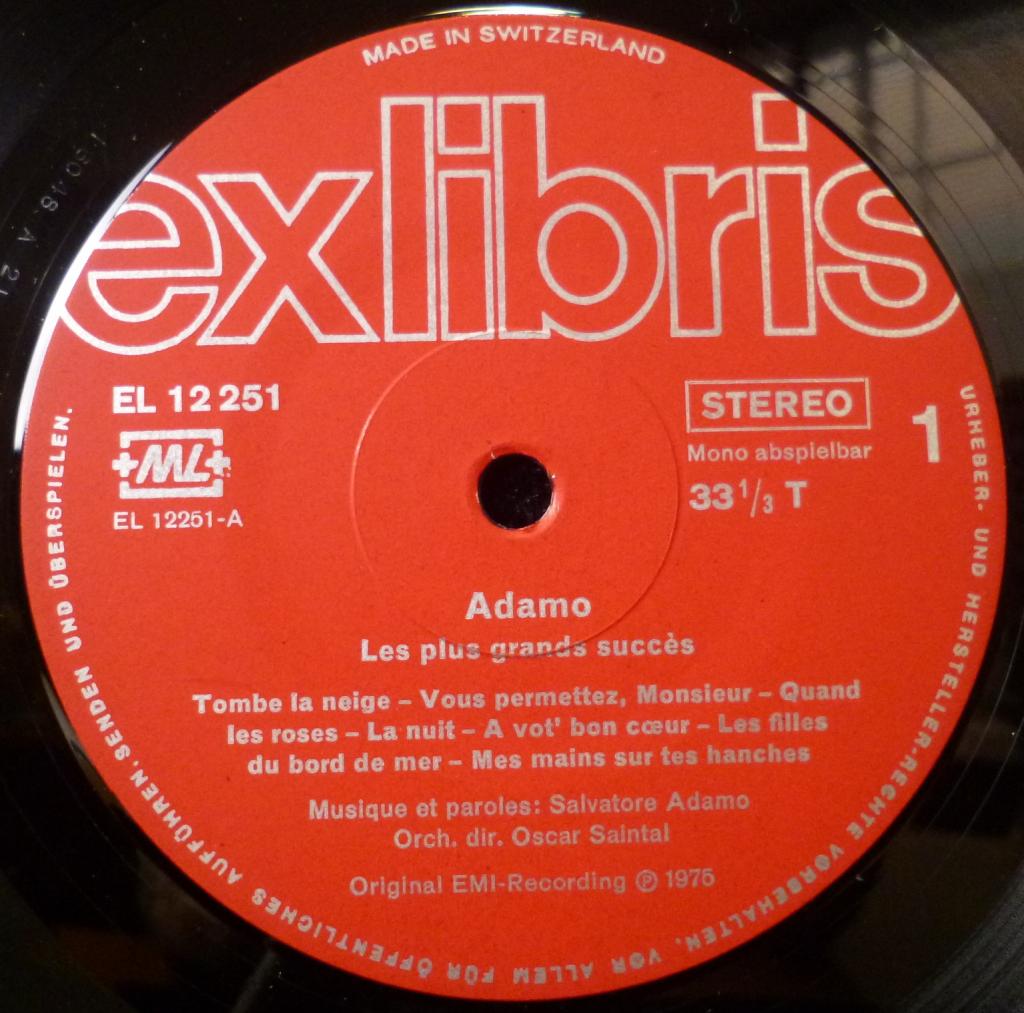 MADE IN SWITZERLAND
exlibris
EL 12 251
ML
EL 12251-A
STEREO
Mono abspielbar
33 1/3 T
1
Adamo
Les plus grands succès
Tombe la neige – Vous permettez, Monsieur – Quand
les roses – La nuit – A vot' bon cœur – Les filles
du bord de mer – Mes mains sur tes hanches
Musique et paroles: Salvatore Adamo
Orch. dir. Oscar Saintal
Original EMI-Recording ℗ 1975
URHEBER- UND HERSTELLER-RECHTE VORBEHALTEN, VOR ALLEM FÜR ÖFFENTLICHES AUFFÜHREN, SENDEN UND ÜBERSPIELEN.